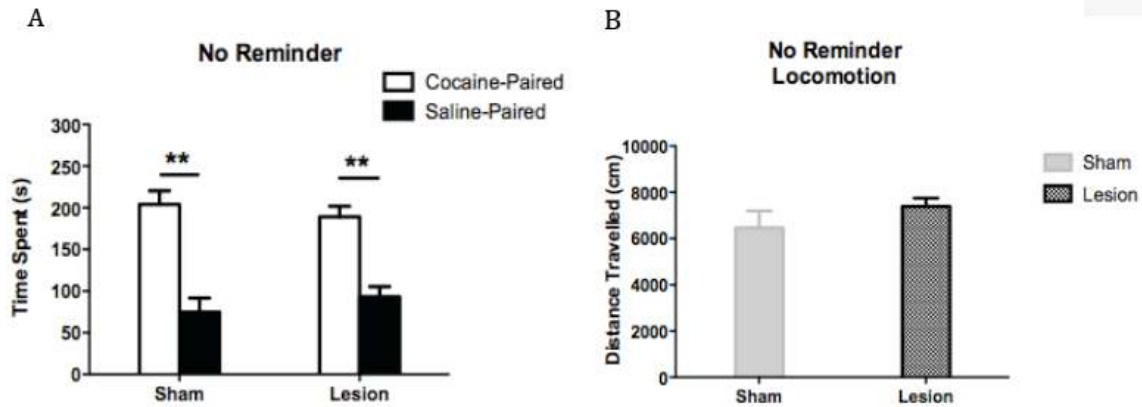 A
No Reminder
Cocaine-Paired
Saline-Paired
Time Spent (s)
300
250
200
150
100
50
0
**
**
Sham
Lesion
B
No Reminder
Locomotion
Distance Travelled (cm)
10000
8000
6000
4000
2000
0
Sham
Lesion
Sham
Lesion